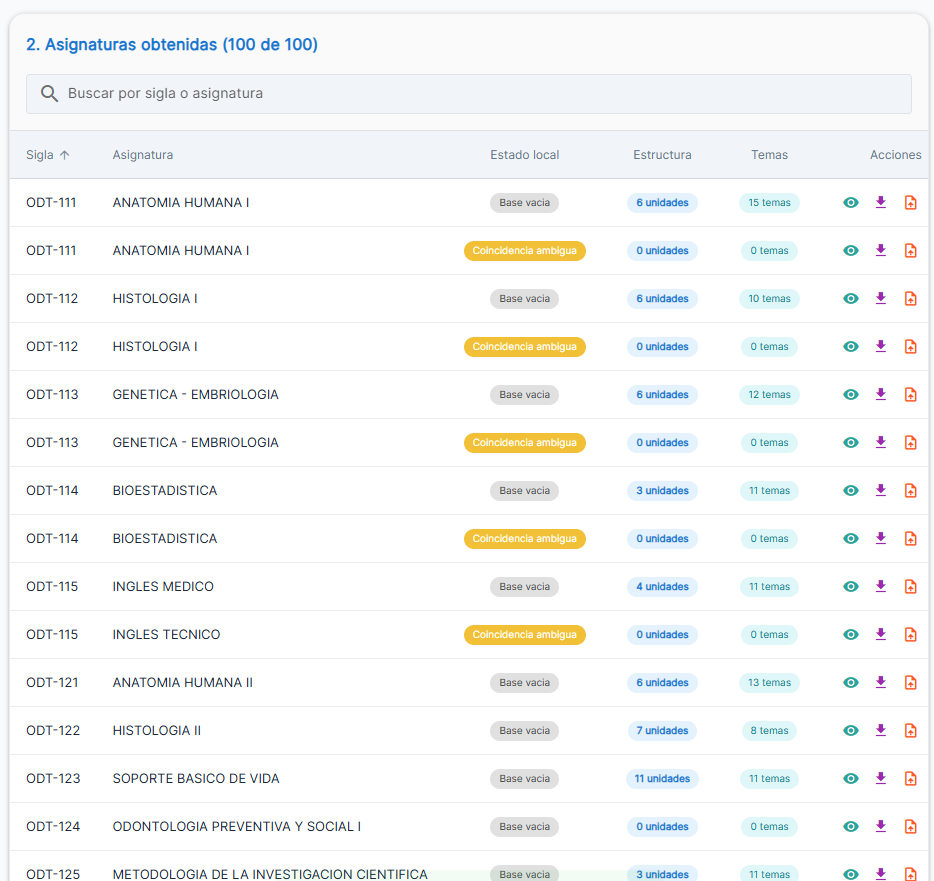 2. Asignaturas obtenidas (100 de 100)
Buscar por sigla o asignatura
Sigla Asignatura Estado local Estructura Temas Acciones
ODT-111 ANATOMIA HUMANA I Base vacia 6 unidades 15 temas
ODT-111 ANATOMIA HUMANA I Coincidencia ambigua 0 unidades 0 temas
ODT-112 HISTOLOGIA I Base vacia 6 unidades 10 temas
ODT-112 HISTOLOGIA I Coincidencia ambigua 0 unidades 0 temas
ODT-113 GENETICA - EMBRIOLOGIA Base vacia 6 unidades 12 temas
ODT-113 GENETICA - EMBRIOLOGIA Coincidencia ambigua 0 unidades 0 temas
ODT-114 BIOESTADISTICA Base vacia 3 unidades 11 temas
ODT-114 BIOESTADISTICA Coincidencia ambigua 0 unidades 0 temas
ODT-115 INGLES MEDICO Base vacia 4 unidades 11 temas
ODT-115 INGLES TECNICO Coincidencia ambigua 0 unidades 0 temas
ODT-121 ANATOMIA HUMANA II Base vacia 6 unidades 13 temas
ODT-122 HISTOLOGIA II Base vacia 7 unidades 8 temas
ODT-123 SOPORTE BASICO DE VIDA Base vacia 11 unidades 11 temas
ODT-124 ODONTOLOGIA PREVENTIVA Y SOCIAL I Base vacia 0 unidades 0 temas
ODT-125 METODOLOGIA DE LA INVESTIGACION CIENTIFICA Base vacia 3 unidades 11 temas